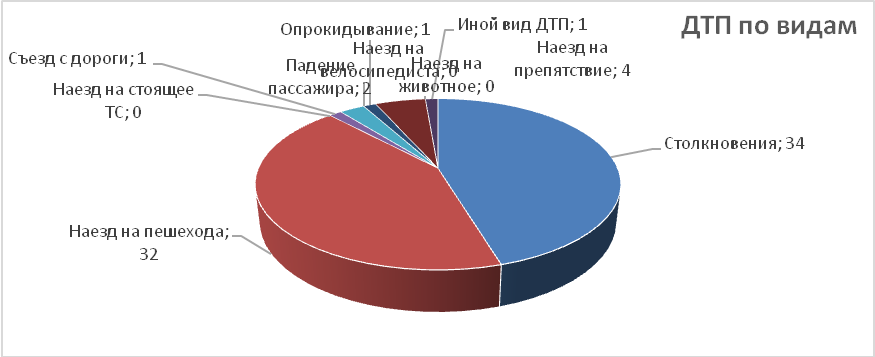 ДТП по видам
Опрокидывание; 1
Иной вид ДТП; 1
Наезд на
велосипедиста; 0
Наезд на
животное; 0
Наезд на
препятствие; 4
Съезд с дороги; 1
Падение
пассажира; 2
Наезд на стоящее
ТС; 0
Столкновения; 34
Наезд на пешехода;
32